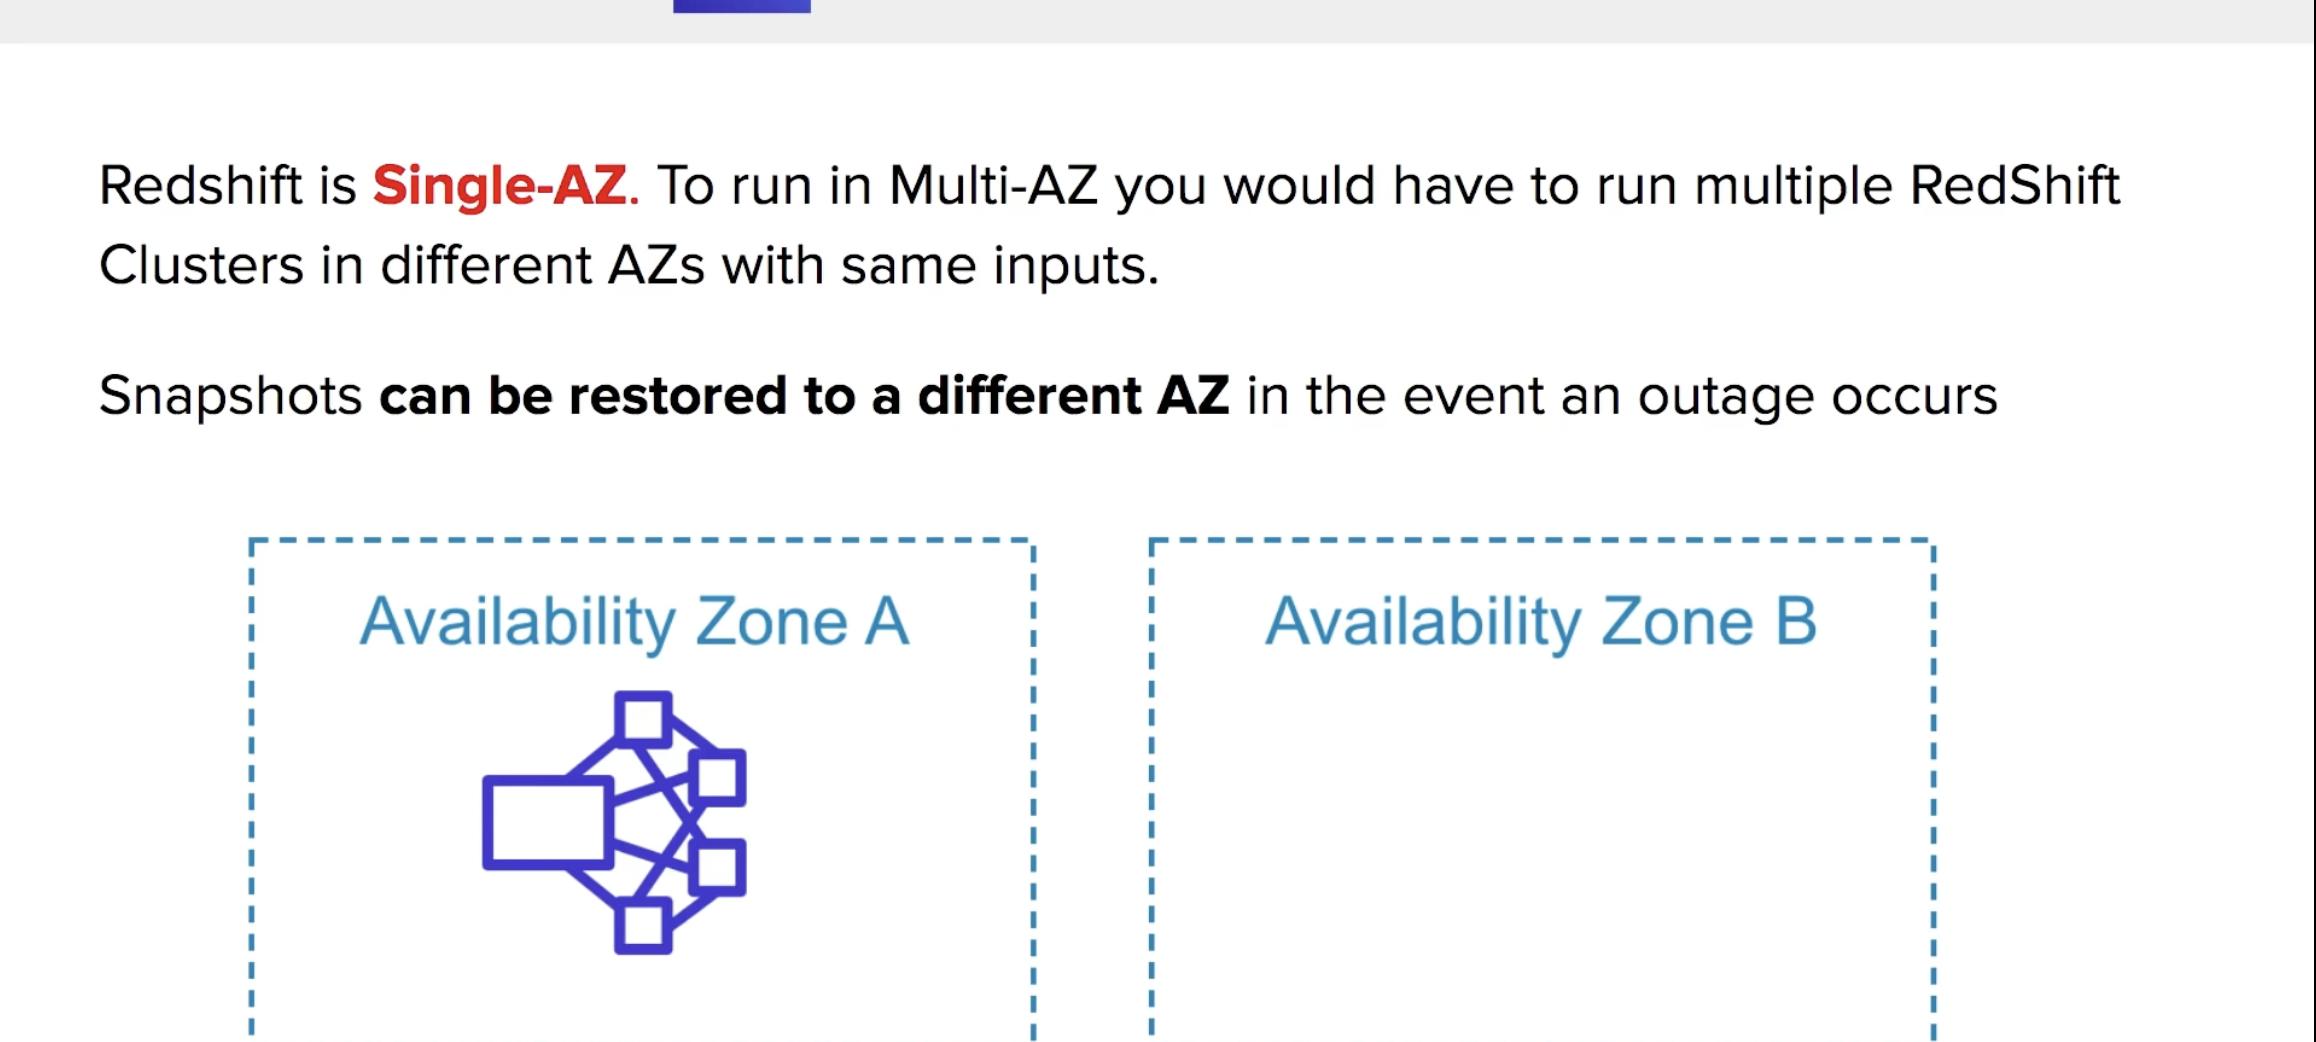 Redshift is Single-AZ. To run in Multi-AZ you would have to run multiple RedShift
Clusters in different AZs with same inputs.
Snapshots can be restored to a different AZ in the event an outage occurs
Availability Zone A
Availability Zone B